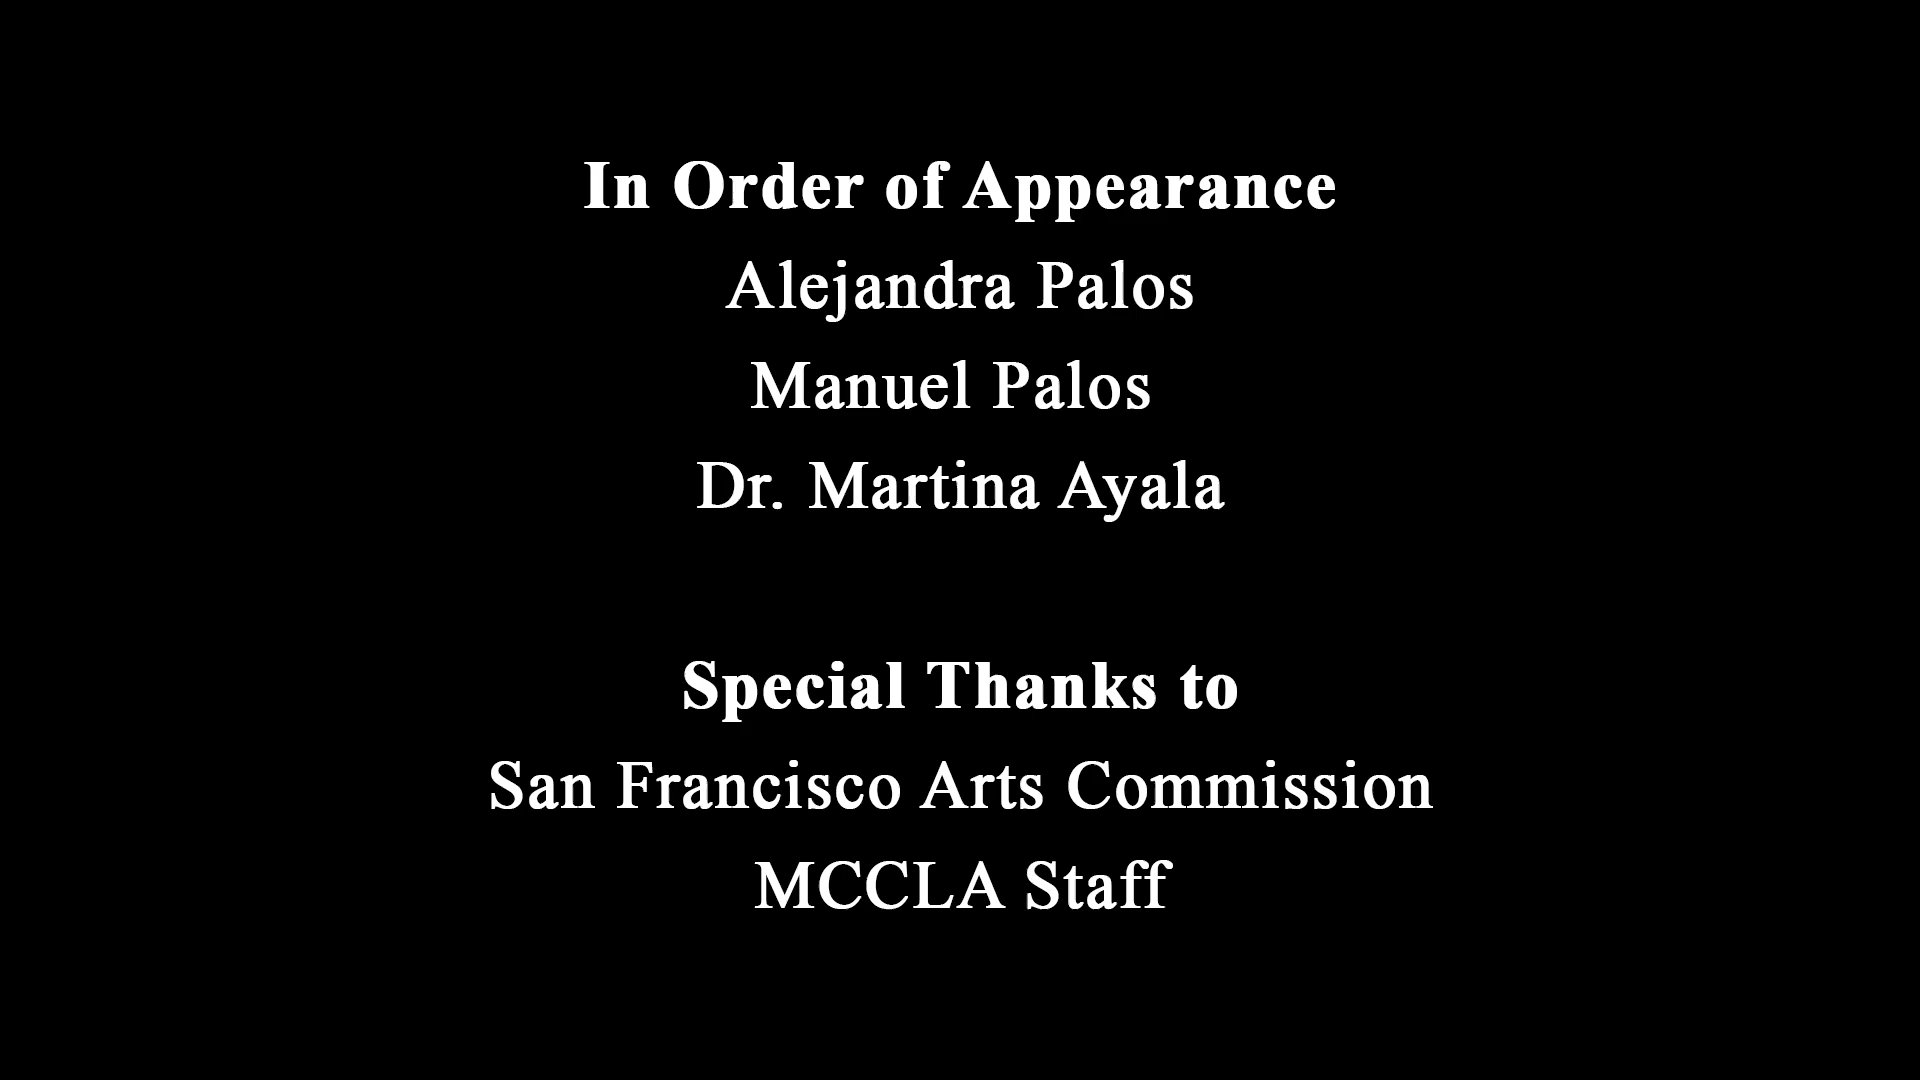 In Order of Appearance
Alejandra Palos
Manuel Palos
Dr. Martina Ayala
Special Thanks to
San Francisco Arts Commission
MCCLA Staff